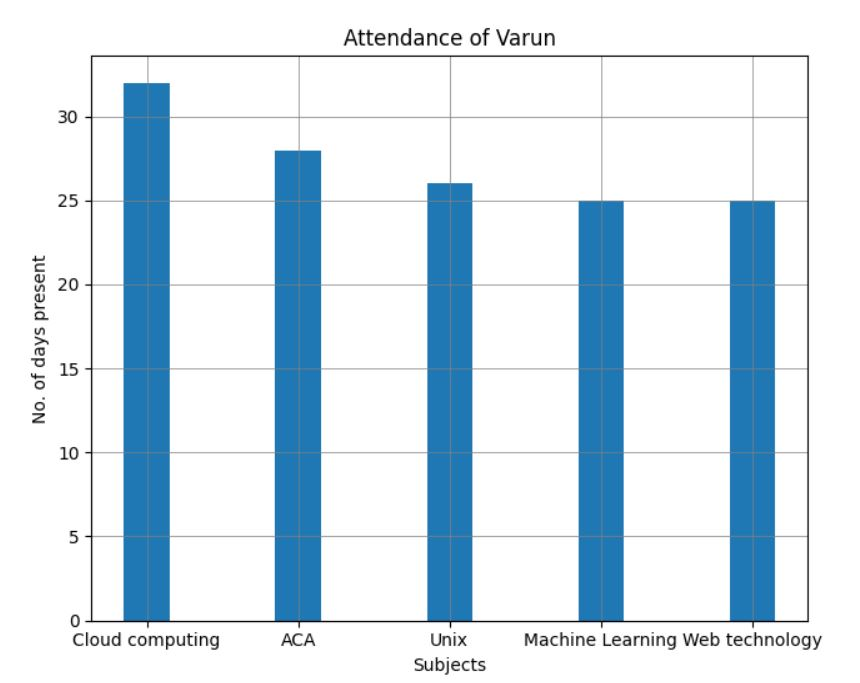 Attendance of Varun
No. of days present
30
25
20
15
10
5
0
Cloud computing ACA Unix Machine Learning Web technology
Subjects